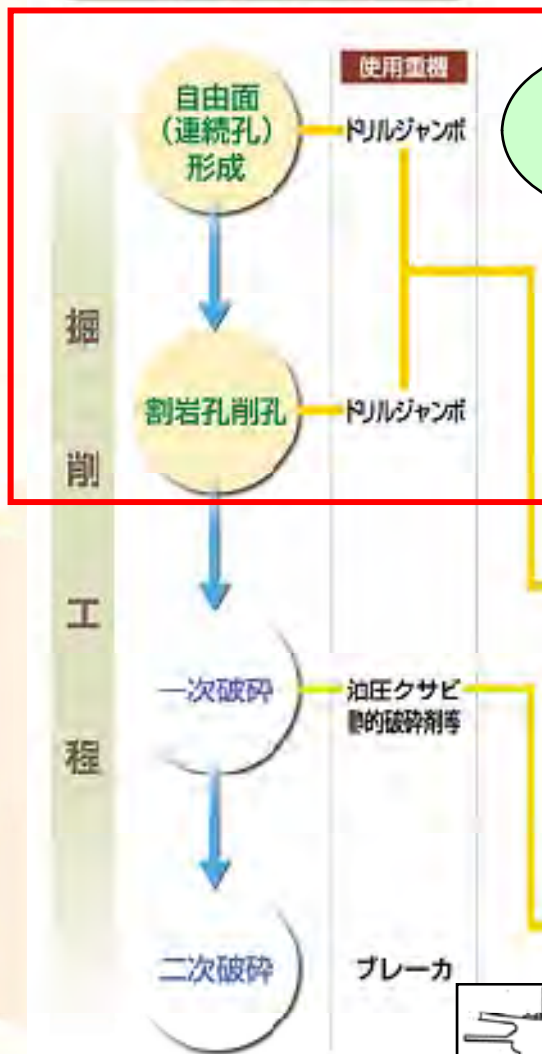 使用重機
自由面
(連続孔)
形成
ドリルジャンボ
割岩孔削孔
ドリルジャンボ
掘削工程
一次破砕
油圧クサビ
動的破砕剤等
二次破砕
ブレーカ